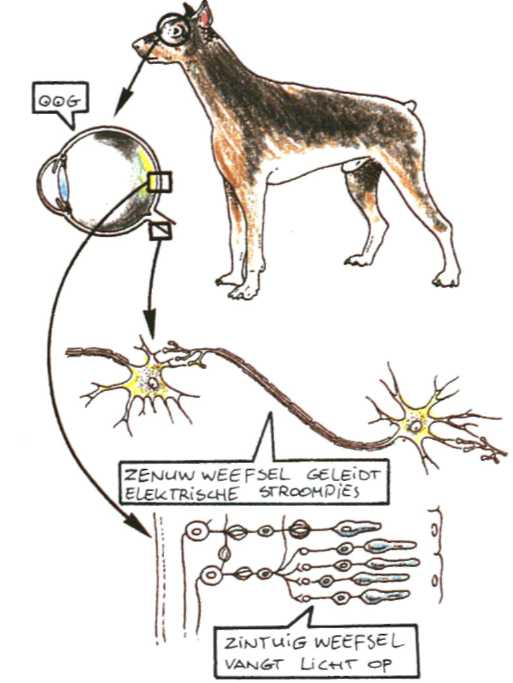 OOG
ZENUW WEEFSEL GELEIDT
ELEKTRISCHE STROOMPJES
ZINTUIG WEEFSEL
VANGT LICHT OP